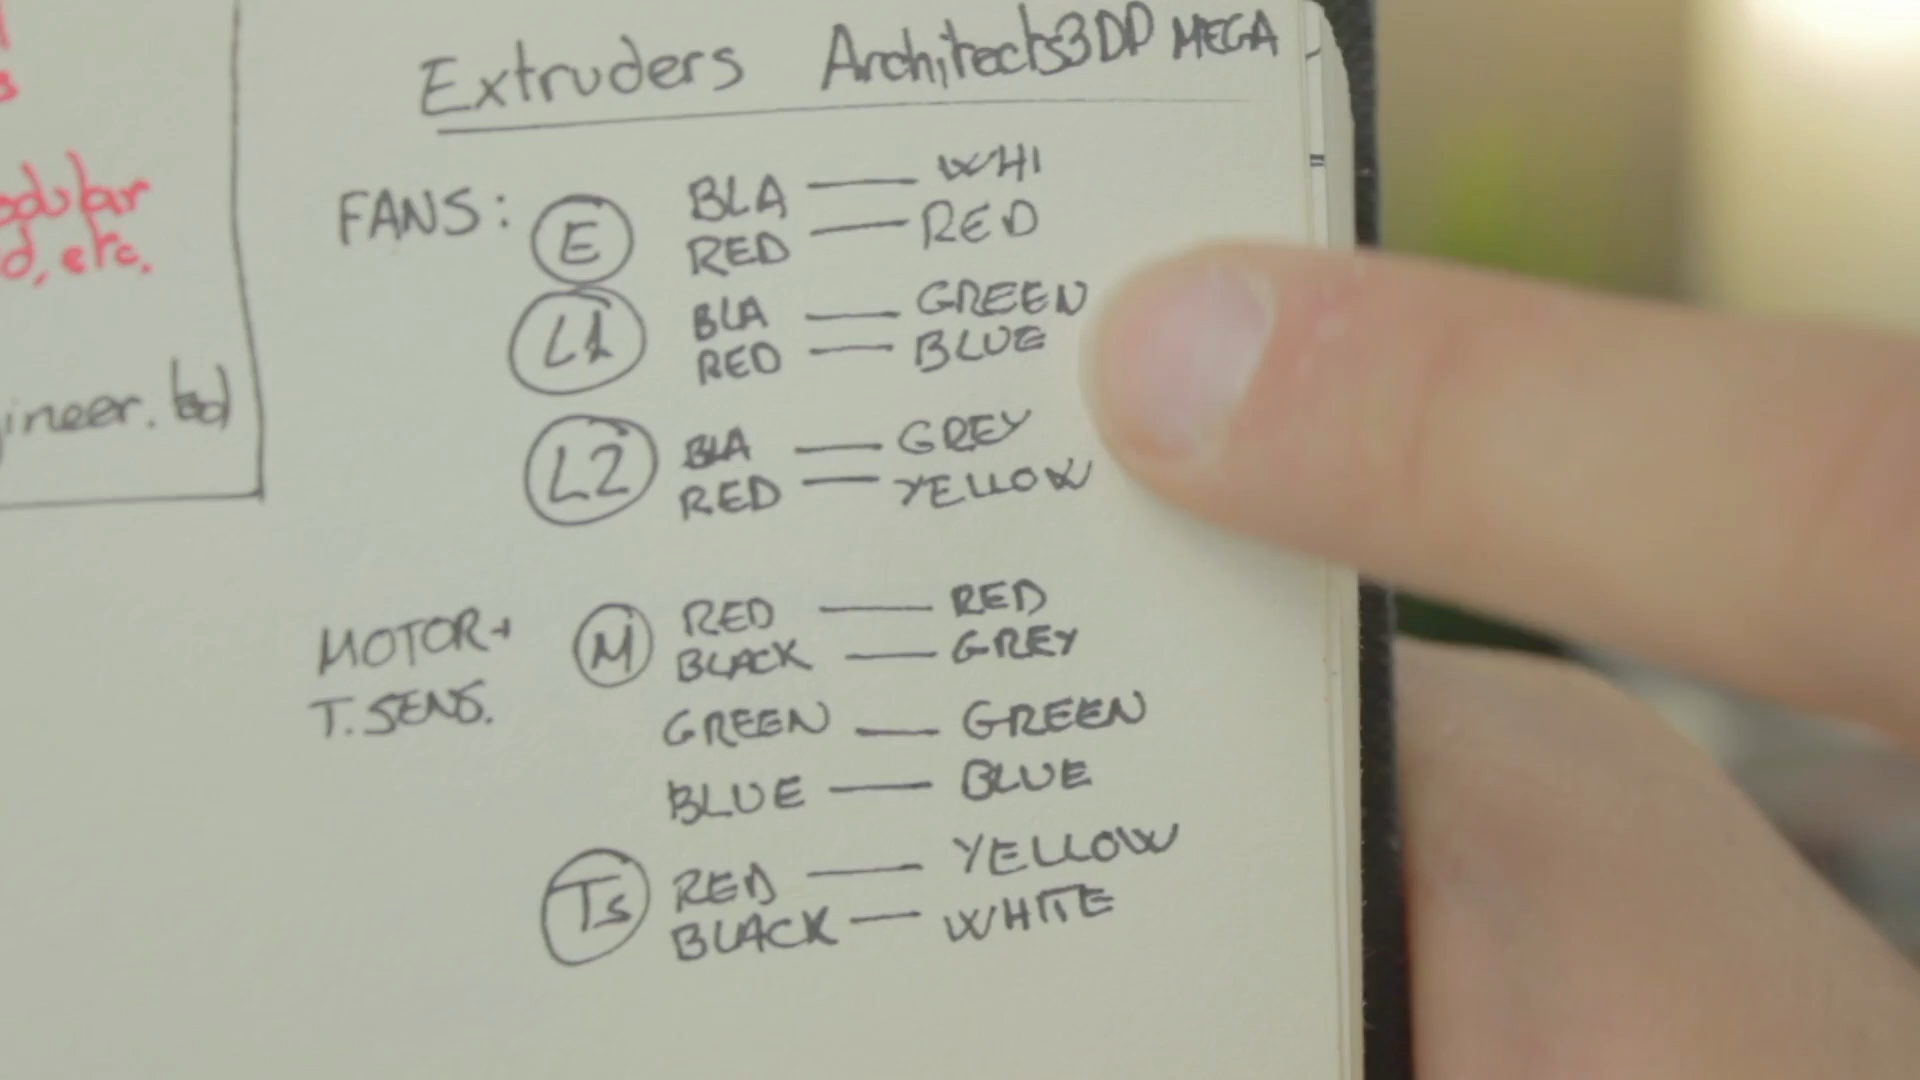 Extruders Architects3DP MEGA
FANS: E BLA — WHI
RED — RED
L1 BLA — GREEN
RED — BLUE
L2 BLA — GREY
RED — YELLOW
MOTOR+ M RED — RED
T.SENS. BLACK — GREY
GREEN — GREEN
BLUE — BLUE
Ts RED — YELLOW
BLACK — WHITE
d, etc.